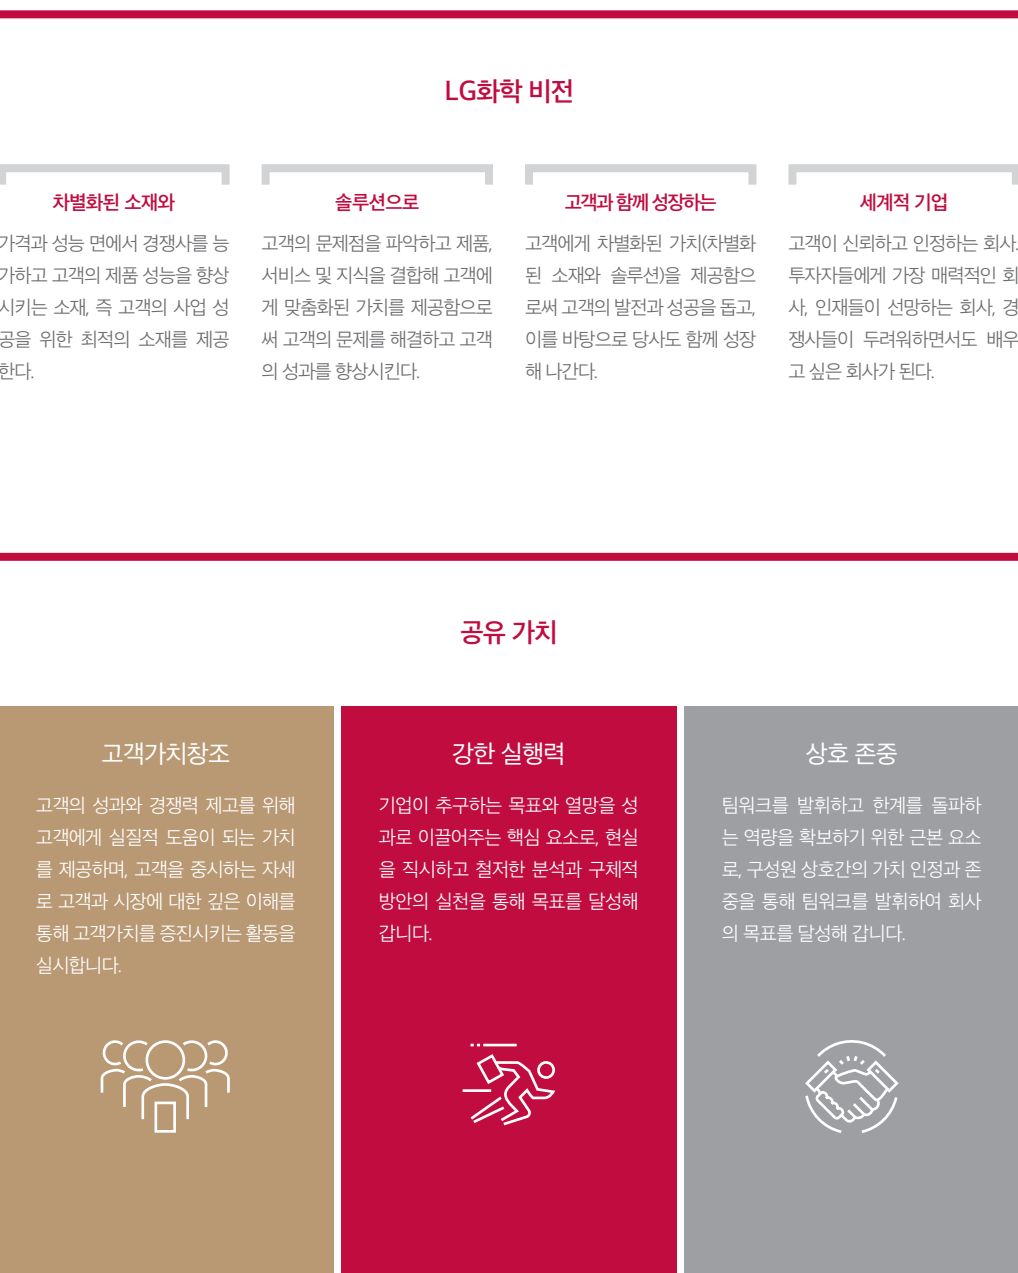 LG화학 비전
차별화된 소재와
가격과 성능 면에서 경쟁사를 능
가하고 고객의 제품 성능을 향상
시키는 소재, 즉 고객의 사업 성
공을 위한 최적의 소재를 제공
한다.
솔루션으로
고객의 문제점을 파악하고 제품,
서비스 및 지식을 결합해 고객에
게 맞춤화된 가치를 제공함으로
써 고객의 문제를 해결하고 고객
의 성과를 향상시킨다.
고객과 함께 성장하는
고객에게 차별화된 가치(차별화
된 소재와 솔루션)을 제공함으
로써 고객의 발전과 성공을 돕고,
이를 바탕으로 당사도 함께 성장
해 나간다.
세계적 기업
고객이 신뢰하고 인정하는 회사.
투자자들에게 가장 매력적인 회
사, 인재들이 선망하는 회사, 경
쟁사들이 두려워하면서도 배우
고 싶은 회사가 된다.
공유 가치
고객가치창조
고객의 성과와 경쟁력 제고를 위해
고객에게 실질적 도움이 되는 가치
를 제공하며, 고객을 중시하는 자세
로 고객과 시장에 대한 깊은 이해를
통해 고객가치를 증진시키는 활동을
실시합니다.
강한 실행력
기업이 추구하는 목표와 열망을 성
과로 이끌어주는 핵심 요소로, 현실
을 직시하고 철저한 분석과 구체적
방안의 실천을 통해 목표를 달성해
갑니다.
상호 존중
팀워크를 발휘하고 한계를 돌파하
는 역량을 확보하기 위한 근본 요소
로, 구성원 상호간의 가치 인정과 존
중을 통해 팀워크를 발휘하여 회사
의 목표를 달성해 갑니다.